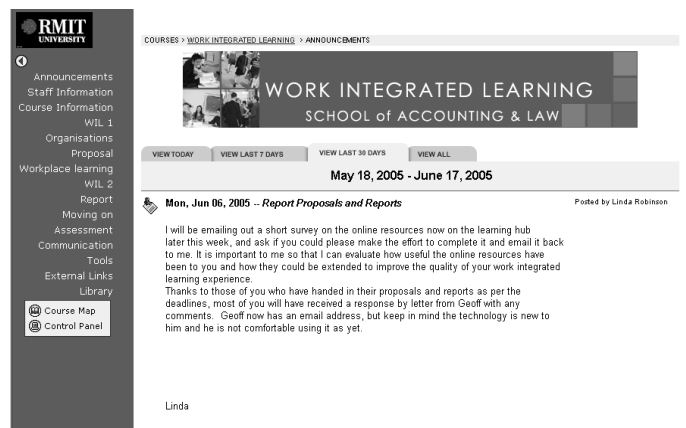 RMIT
UNIVERSITY
COURSES > WORK INTEGRATED LEARNING > ANNOUNCEMENTS
Announcements
Staff Information
Course Information
WIL 1
Organisations
Proposal
Workplace learning
WIL 2
Report
Moving on
Assessment
Communication
Tools
External Links
Library
Course Map
Control Panel
WORK INTEGRATED LEARNING
SCHOOL of ACCOUNTING & LAW
VIEW TODAY VIEW LAST 7 DAYS VIEW LAST 30 DAYS VIEW ALL
May 18, 2005 - June 17, 2005
Mon, Jun 06, 2005 -- Report Proposals and Reports Posted by Linda Robinson
I will be emailing out a short survey on the online resources now on the learning hub
later this week, and ask if you could please make the effort to complete it and email it back
to me. It is important to me so that I can evaluate how useful the online resources have
been to you and how they could be extended to improve the quality of your work integrated
learning experience.
Thanks to those of you who have handed in their proposals and reports as per the
deadlines, most of you will have received a response by letter from Geoff with any
comments. Geoff now has an email address, but keep in mind the technology is new to
him and he is not comfortable using it as yet.
Linda